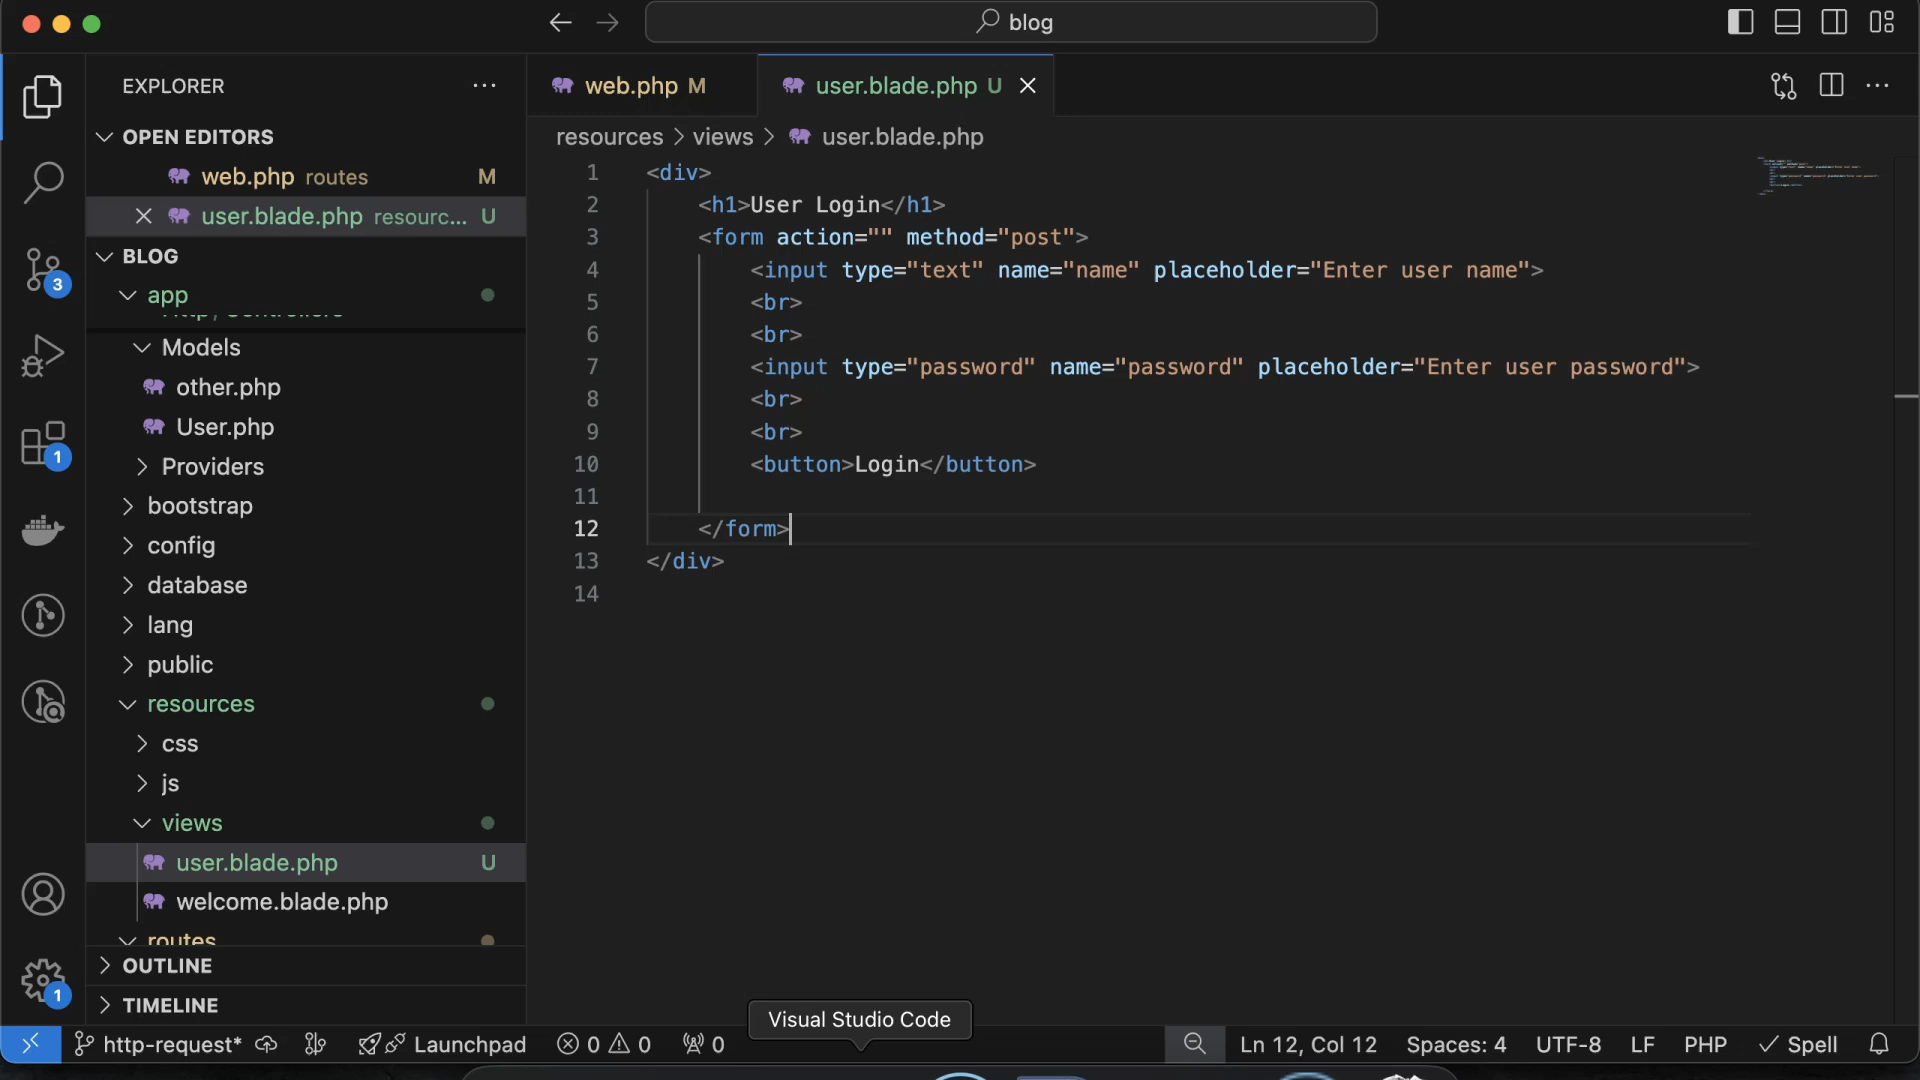 blog
EXPLORER
OPEN EDITORS
web.php routes M
user.blade.php resourc... U
BLOG
app
Models
other.php
User.php
Providers
bootstrap
config
database
lang
public
resources
css
js
views
user.blade.php U
welcome.blade.php
routes
OUTLINE
TIMELINE
3
1
1
web.php M
user.blade.php U
resources > views > user.blade.php
1 <div>
2 <h1>User Login</h1>
3 <form action="" method="post">
4 <input type="text" name="name" placeholder="Enter user name">
5 <br>
6 <br>
7 <input type="password" name="password" placeholder="Enter user password">
8 <br>
9 <br>
10 <button>Login</button>
11
12 </form>
13 </div>
14
Visual Studio Code
http-request* Launchpad 0 0 0 Ln 12, Col 12 Spaces: 4 UTF-8 LF PHP Spell